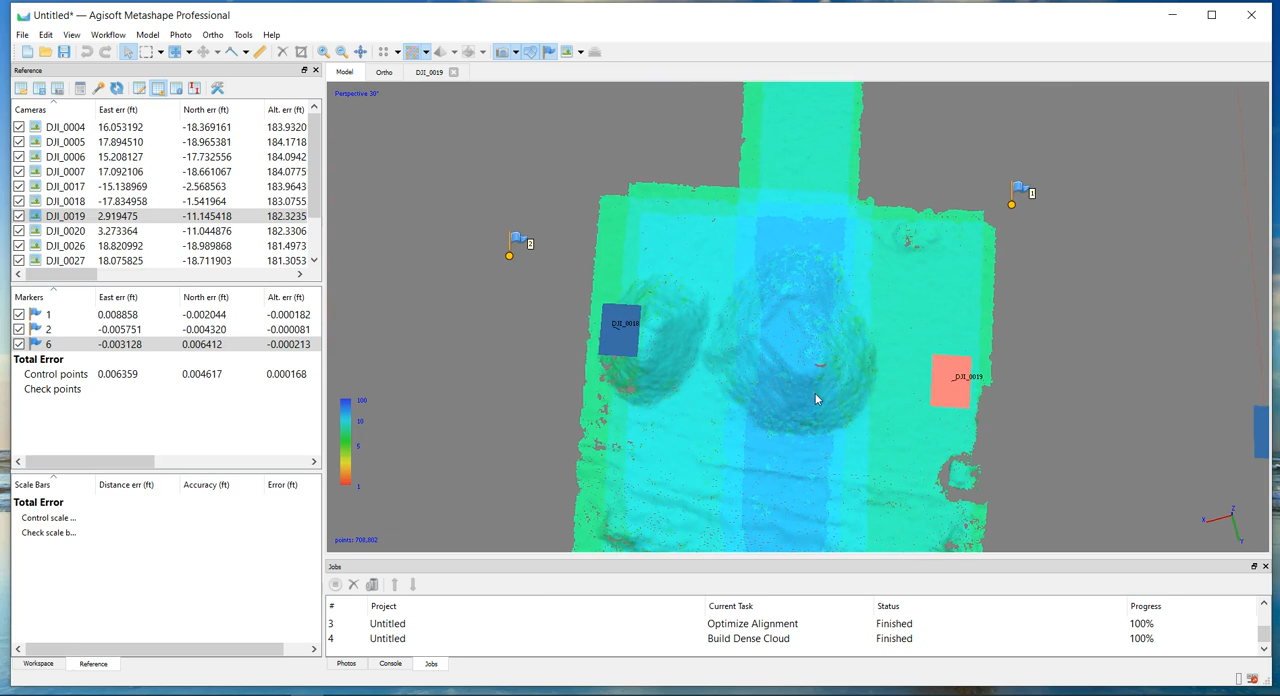 Untitled* — Agisoft Metashape Professional
File Edit View Workflow Model Photo Ortho Tools Help
Reference
Model Ortho DJI_0019
Cameras East err (ft) North err (ft) Alt. err (ft)
DJI_0004 16.053192 -18.369161 183.9320
DJI_0005 17.894510 -18.965381 184.1718
DJI_0006 15.208127 -17.732556 184.0942
DJI_0007 17.092106 -18.661067 184.0775
DJI_0017 -15.138969 -2.568563 183.9643
DJI_0018 -17.834958 -1.541964 183.0755
DJI_0019 2.919475 -11.145418 182.3235
DJI_0020 3.273364 -11.044876 182.3306
DJI_0026 18.820992 -18.989868 181.4973
DJI_0027 18.075825 -18.711903 181.3053
Markers East err (ft) North err (ft) Alt. err (ft)
1 0.008858 -0.002044 -0.000182
2 -0.005751 -0.004320 -0.000081
6 -0.003128 0.006412 -0.000213
Total Error
Control points 0.006359 0.004617 0.000168
Check points
Scale Bars Distance err (ft) Accuracy (ft) Error (ft)
Total Error
Control scale ...
Check scale b...
Workspace Reference
Perspective 30°
1
2
DJI_0018
DJI_0019
100
10
5
1
points: 708,802
X Z Y
Jobs
# Project Current Task Status Progress
3 Untitled Optimize Alignment Finished 100%
4 Untitled Build Dense Cloud Finished 100%
Photos Console Jobs